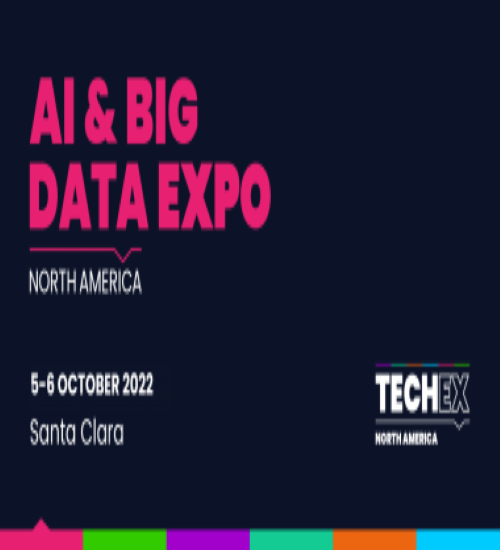 AI & BIG
DATA EXPO
NORTH AMERICA
5-6 OCTOBER 2022
Santa Clara
TECHEX
NORTH AMERICA